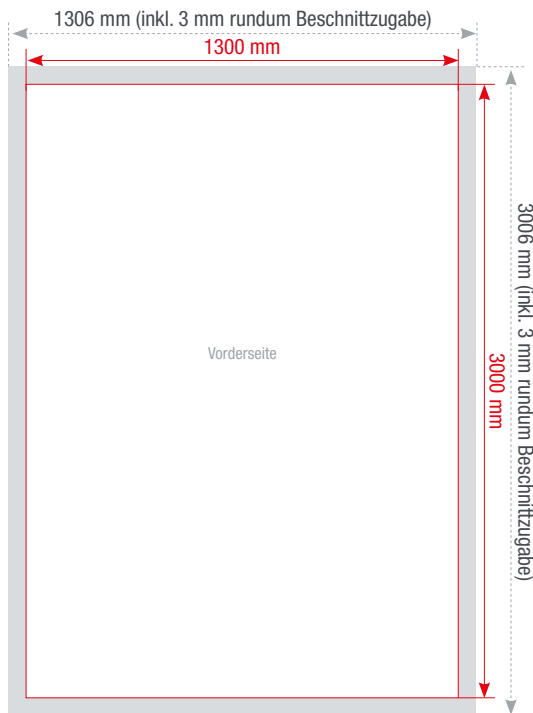 1306 mm (inkl. 3 mm rundum Beschnittzugabe)
1300 mm
Vorderseite
3000 mm
3006 mm (inkl. 3 mm rundum Beschnittzugabe)